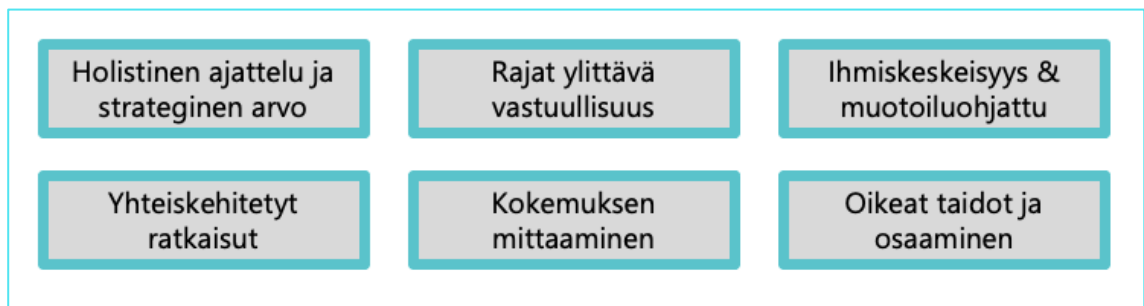 Holistinen ajattelu ja
strateginen arvo
Rajat ylittävä
vastuullisuus
Ihmiskeskeisyys &
muotoiluohjattu
Yhteiskehitetyt
ratkaisut
Kokemuksen
mittaaminen
Oikeat taidot ja
osaaminen